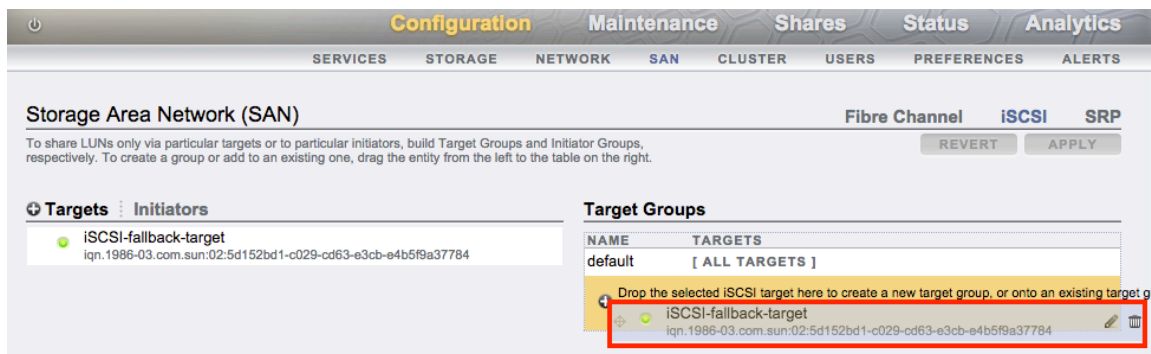 Configuration Maintenance Shares Status Analytics
SERVICES STORAGE NETWORK SAN CLUSTER USERS PREFERENCES ALERTS
Storage Area Network (SAN)
Fibre Channel iSCSI SRP
To share LUNs only via particular targets or to particular initiators, build Target Groups and Initiator Groups,
respectively. To create a group or add to an existing one, drag the entity from the left to the table on the right.
REVERT APPLY
Targets Initiators
iSCSI-fallback-target
iqn.1986-03.com.sun:02:5d152bd1-c029-cd63-e3cb-e4b5f9a37784
Target Groups
NAME TARGETS
default [ ALL TARGETS ]
Drop the selected iSCSI target here to create a new target group, or onto an existing target g
iSCSI-fallback-target
iqn.1986-03.com.sun:02:5d152bd1-c029-cd63-e3cb-e4b5f9a37784